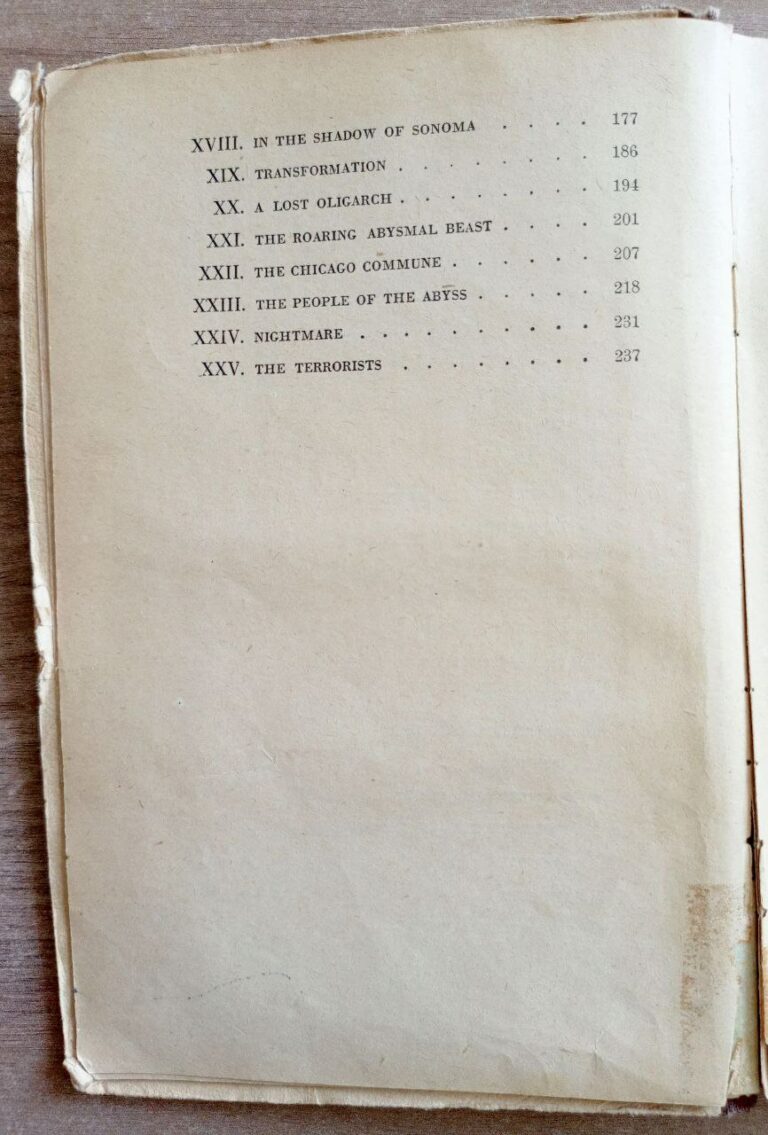 XVIII. IN THE SHADOW OF SONOMA . . . . 177
XIX. TRANSFORMATION . . . . . . . . 186
XX. A LOST OLIGARCH . . . . . . . . 194
XXI. THE ROARING ABYSMAL BEAST . . . . 201
XXII. THE CHICAGO COMMUNE . . . . . . 207
XXIII. THE PEOPLE OF THE ABYSS . . . . . 218
XXIV. NIGHTMARE . . . . . . . . . . 231
XXV. THE TERRORISTS . . . . . . . . 237